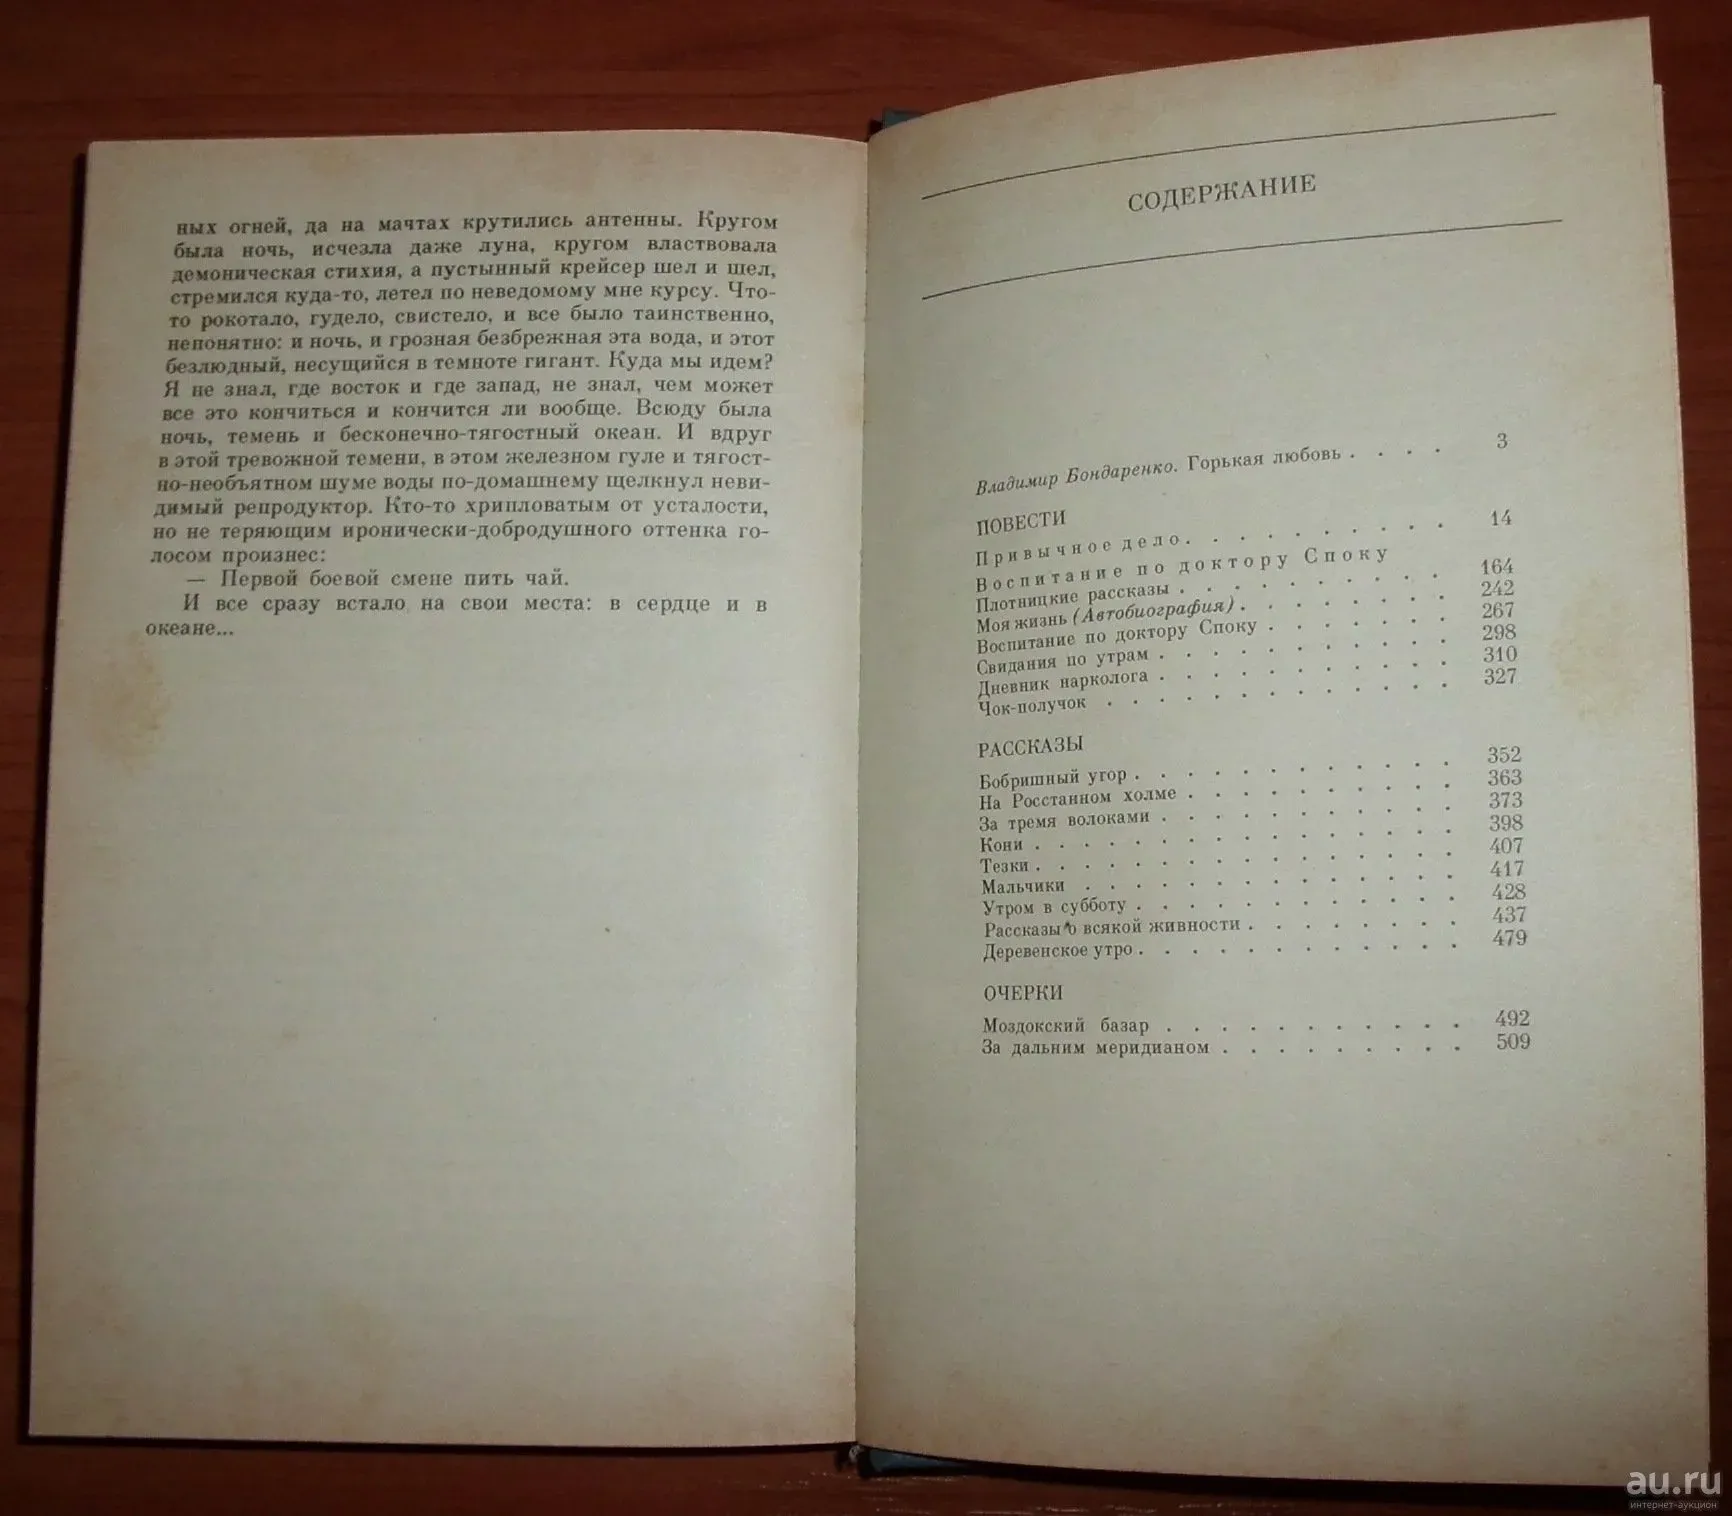 ных огней, да на мачтах крутились антенны. Кругом
была ночь, исчезла даже луна, кругом властвовала
демоническая стихия, а пустынный крейсер шел и шел,
стремился куда-то, летел по неведомому мне курсу. Что-
то рокотало, гудело, свистело, и все было таинственно,
непонятно: и ночь, и грозная безбрежная эта вода, и этот
безлюдный, несущийся в темноте гигант. Куда мы идем?
Я не знал, где восток и где запад, не знал, чем может
все это кончиться и кончится ли вообще. Всюду была
ночь, темень и бесконечно-тягостный океан. И вдруг
в этой тревожной темени, в этом железном гуле и тягост-
но-необъятном шуме воды по-домашнему щелкнул неви-
димый репродуктор. Кто-то хрипловатым от усталости,
но не теряющим иронически-добродушного оттенка го-
лосом произнес:
— Первой боевой смене пить чай.
И все сразу встало на свои места: в сердце и в
океане...
СОДЕРЖАНИЕ
Владимир Бондаренко. Горькая любовь . . . . 3
ПОВЕСТИ
Привычное дело. . . . . . . . . . 14
Воспитание по доктору Споку
Плотницкие рассказы . . . . . . . . . . 164
Моя жизнь (Автобиография) . . . . . . . . 242
Воспитание по доктору Споку . . . . . . . 267
Свидания по утрам . . . . . . . . . . . 298
Дневник нарколога . . . . . . . . . . . 310
Чок-получок . . . . . . . . . . . . . 327
РАССКАЗЫ
Бобришный угор . . . . . . . . . . . . 352
На Росстанном холме . . . . . . . . . . 363
За тремя волоками . . . . . . . . . . . 373
Кони . . . . . . . . . . . . . . . . 398
Тезки . . . . . . . . . . . . . . . . 407
Мальчики . . . . . . . . . . . . . . 417
Утром в субботу . . . . . . . . . . . . 428
Рассказы о всякой живности . . . . . . . . 437
Деревенское утро . . . . . . . . . . . . 479
ОЧЕРКИ
Моздокский базар . . . . . . . . . . . 492
За дальним меридианом . . . . . . . . . 509
au.ru
интернет-аукцион